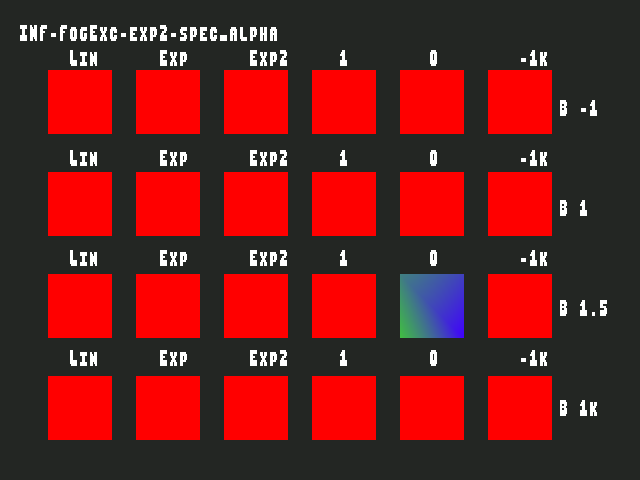 Inf-FogExc-exp2-spec_alpha
Lin Exp Exp2 1 0 -1k
B -1
Lin Exp Exp2 1 0 -1k
B 1
Lin Exp Exp2 1 0 -1k
B 1.5
Lin Exp Exp2 1 0 -1k
B 1k